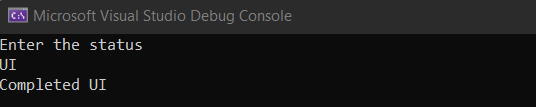 Microsoft Visual Studio Debug Console
Enter the status
UI
Completed UI